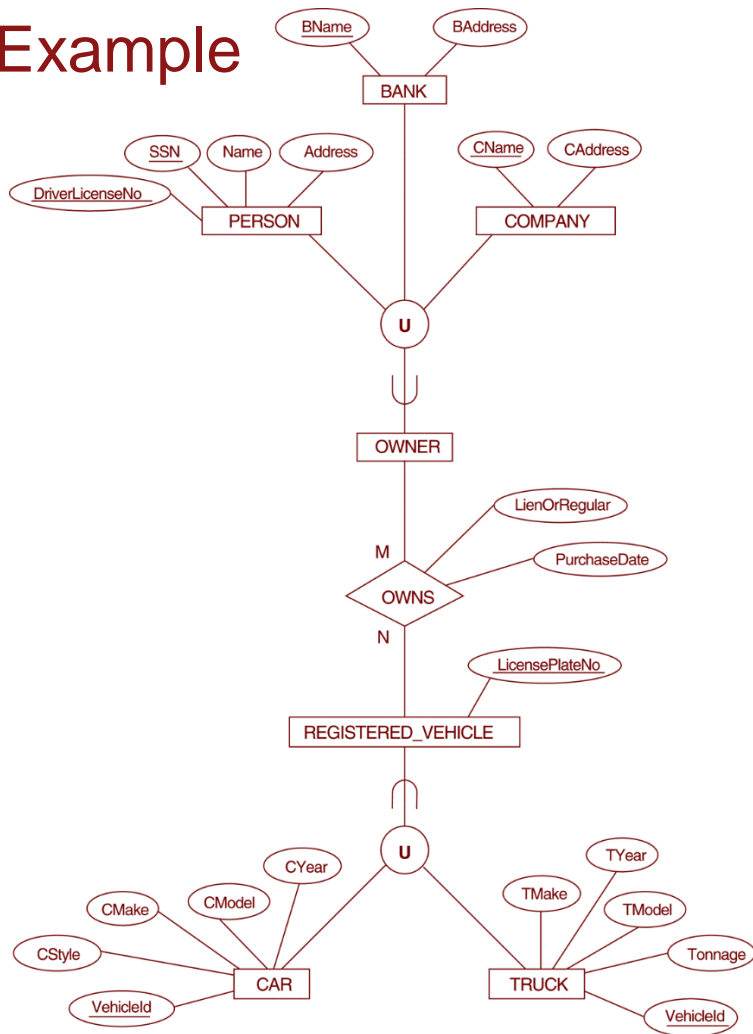 Example
BName
BAddress
BANK
SSN
Name
Address
CName
CAddress
DriverLicenseNo
PERSON
COMPANY
U
OWNER
LienOrRegular
M
PurchaseDate
OWNS
N
LicensePlateNo
REGISTERED_VEHICLE
U
CYear
TYear
CModel
TMake
CMake
TModel
CStyle
Tonnage
CAR
TRUCK
VehicleId
VehicleId